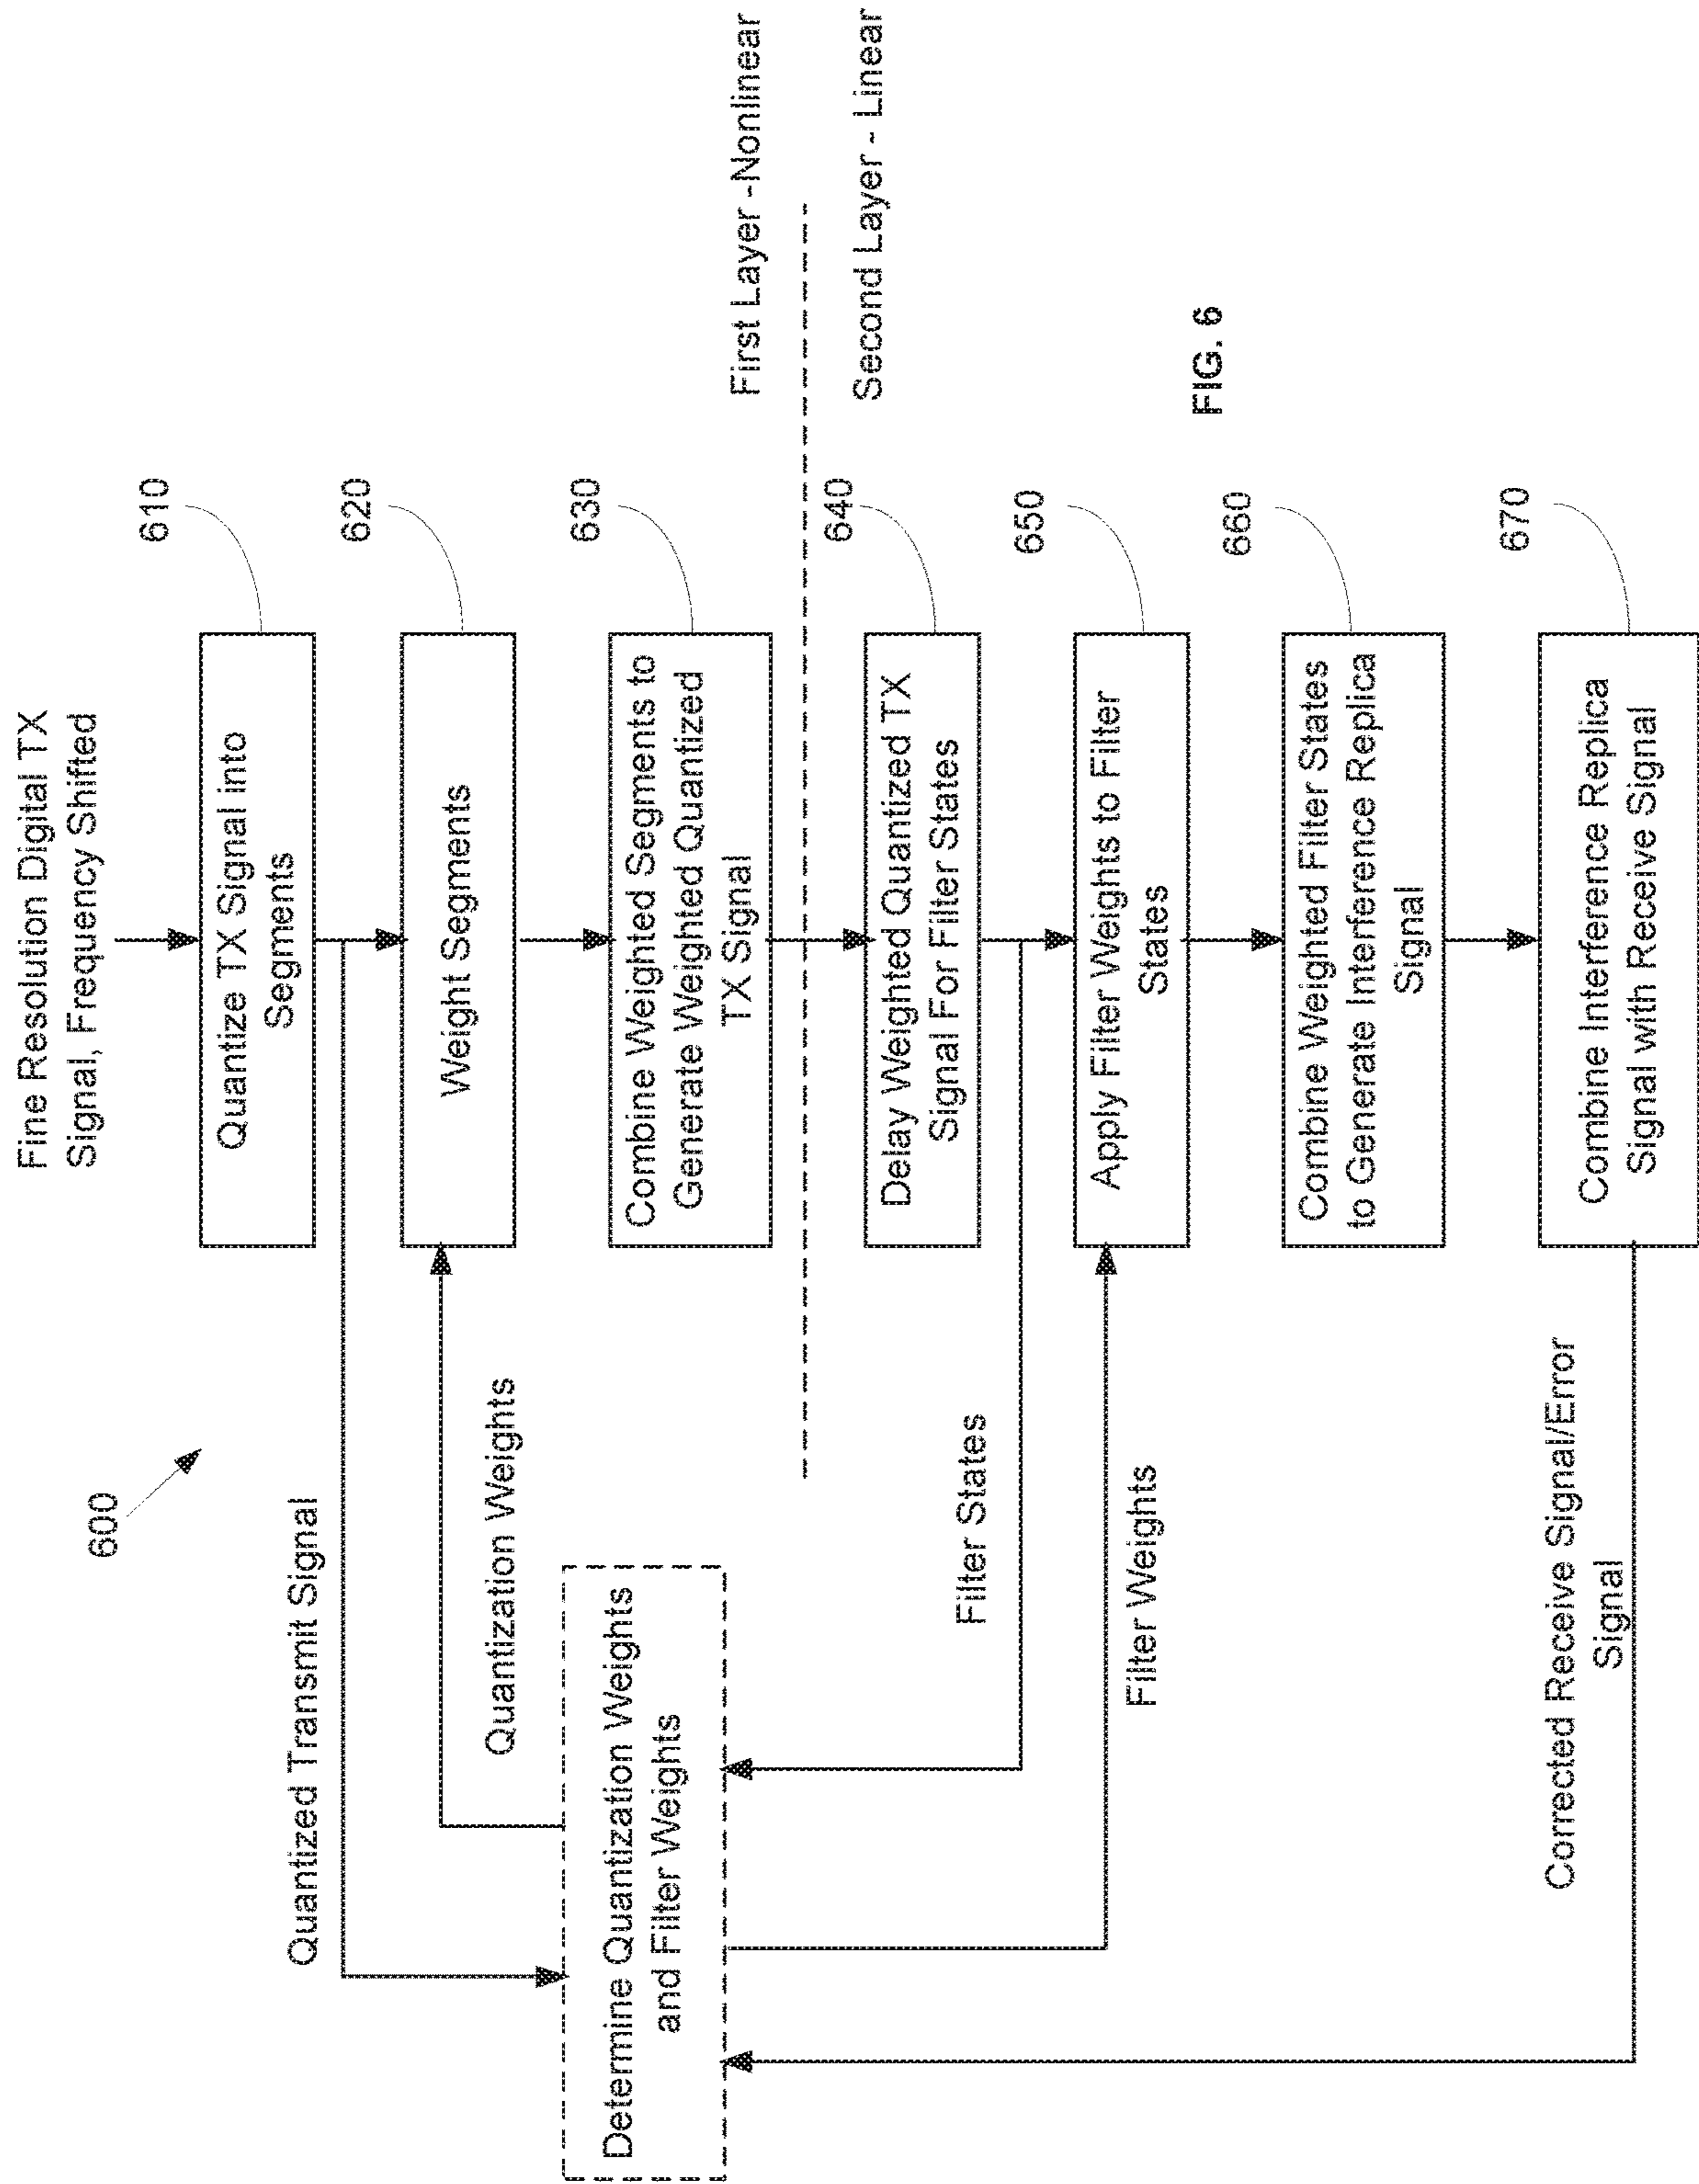 600
Fine Resolution Digital TX
Signal, Frequency Shifted
Quantize TX Signal into
Segments
610
Quantized Transmit Signal
Weight Segments
620
Quantization Weights
Combine Weighted Segments to
Generate Weighted Quantized
TX Signal
630
Determine Quantization Weights
and Filter Weights
First Layer -Nonlinear
Second Layer - Linear
Delay Weighted Quantized TX
Signal For Filter States
640
Filter States
Apply Filter Weights to Filter
States
650
Filter Weights
Combine Weighted Filter States
to Generate Interference Replica
Signal
660
Combine Interference Replica
Signal with Receive Signal
670
Corrected Receive Signal/Error
Signal
FIG. 6